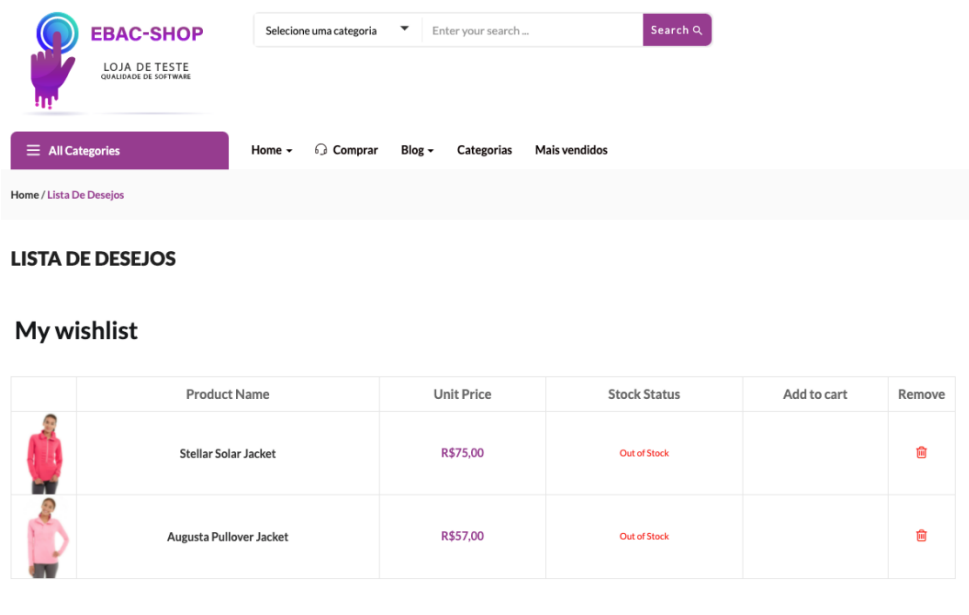 EBAC-SHOP
LOJA DE TESTE
QUALIDADE DE SOFTWARE
Selecione uma categoria
Enter your search ...
Search
All Categories
Home
Comprar
Blog
Categorias
Mais vendidos
Home / Lista De Desejos
LISTA DE DESEJOS
My wishlist
Product Name Unit Price Stock Status Add to cart Remove
Stellar Solar Jacket R$75,00 Out of Stock
Augusta Pullover Jacket R$57,00 Out of Stock